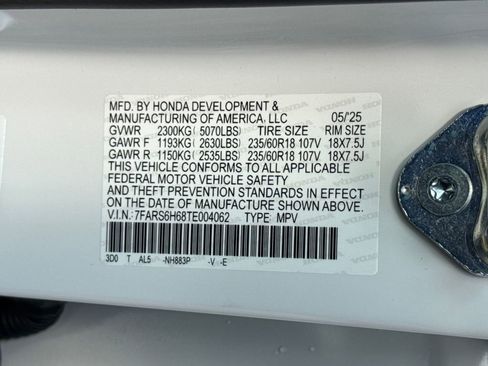 MFD. BY HONDA DEVELOPMENT &
MANUFACTURING OF AMERICA, LLC 05/'25
GVWR 2300KG( 5070LBS) TIRE SIZE RIM SIZE
GAWR F 1193KG( 2630LBS) 235/60R18 107V 18X7.5J
GAWR R 1150KG( 2535LBS) 235/60R18 107V 18X7.5J
THIS VEHICLE CONFORMS TO ALL APPLICABLE
FEDERAL MOTOR VEHICLE SAFETY
AND THEFT PREVENTION STANDARDS IN EFFECT
ON THE DATE OF MANUFACTURE SHOWN ABOVE.
V.I.N.: 7FARS6H68TE004062 TYPE: MPV
3D0 T AL5 -NH883P -V -E